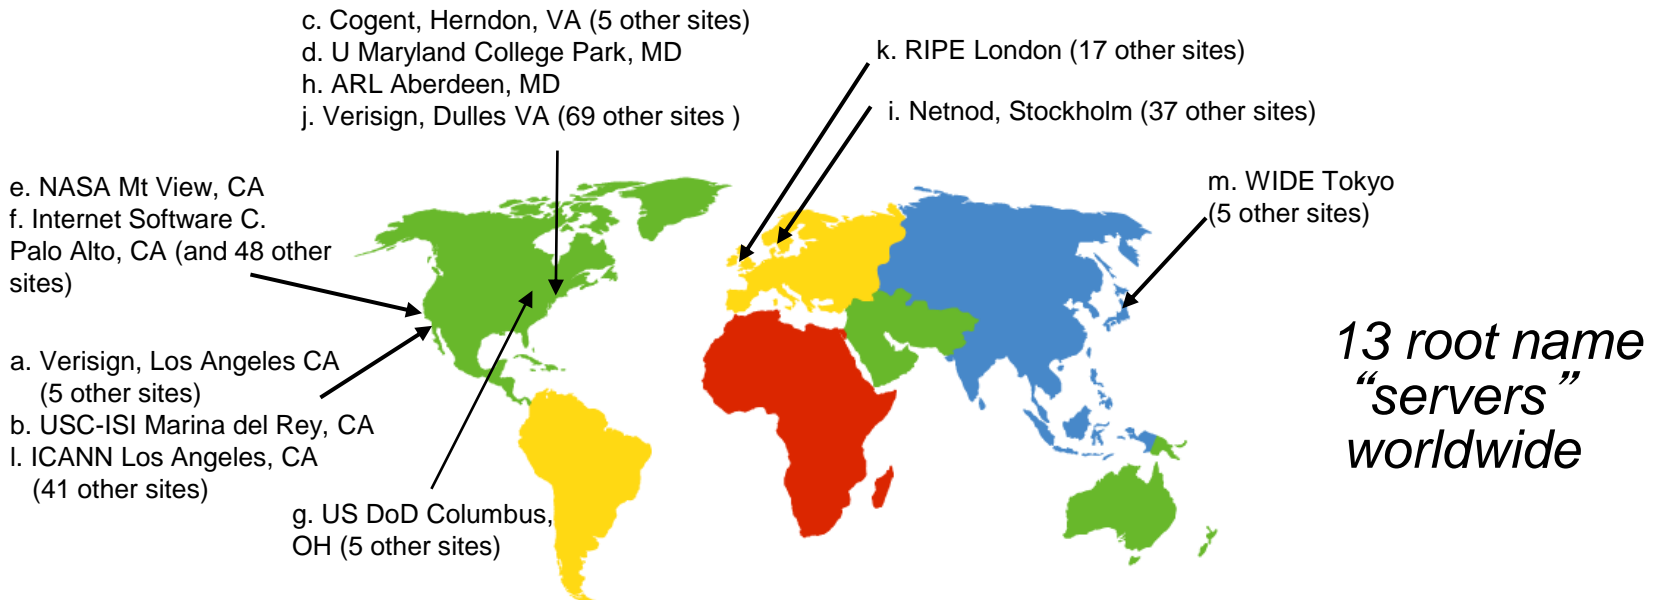 c. Cogent, Herndon, VA (5 other sites)
d. U Maryland College Park, MD
h. ARL Aberdeen, MD
j. Verisign, Dulles VA (69 other sites )
k. RIPE London (17 other sites)
i. Netnod, Stockholm (37 other sites)
m. WIDE Tokyo
(5 other sites)
e. NASA Mt View, CA
f. Internet Software C.
Palo Alto, CA (and 48 other
sites)
a. Verisign, Los Angeles CA
(5 other sites)
b. USC-ISI Marina del Rey, CA
l. ICANN Los Angeles, CA
(41 other sites)
g. US DoD Columbus,
OH (5 other sites)
13 root name
“servers”
worldwide